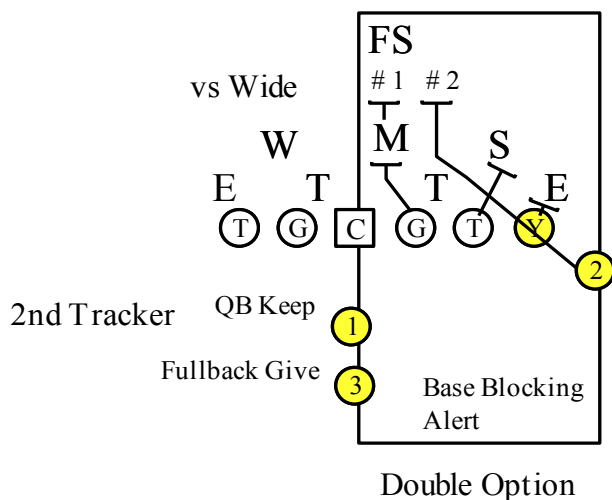 FS
vs Wide
# 1 # 2
W M S
E T T E
T G C G T Y
2
2nd Tracker
QB Keep
1
Fullback Give
3
Base Blocking
Alert
Double Option